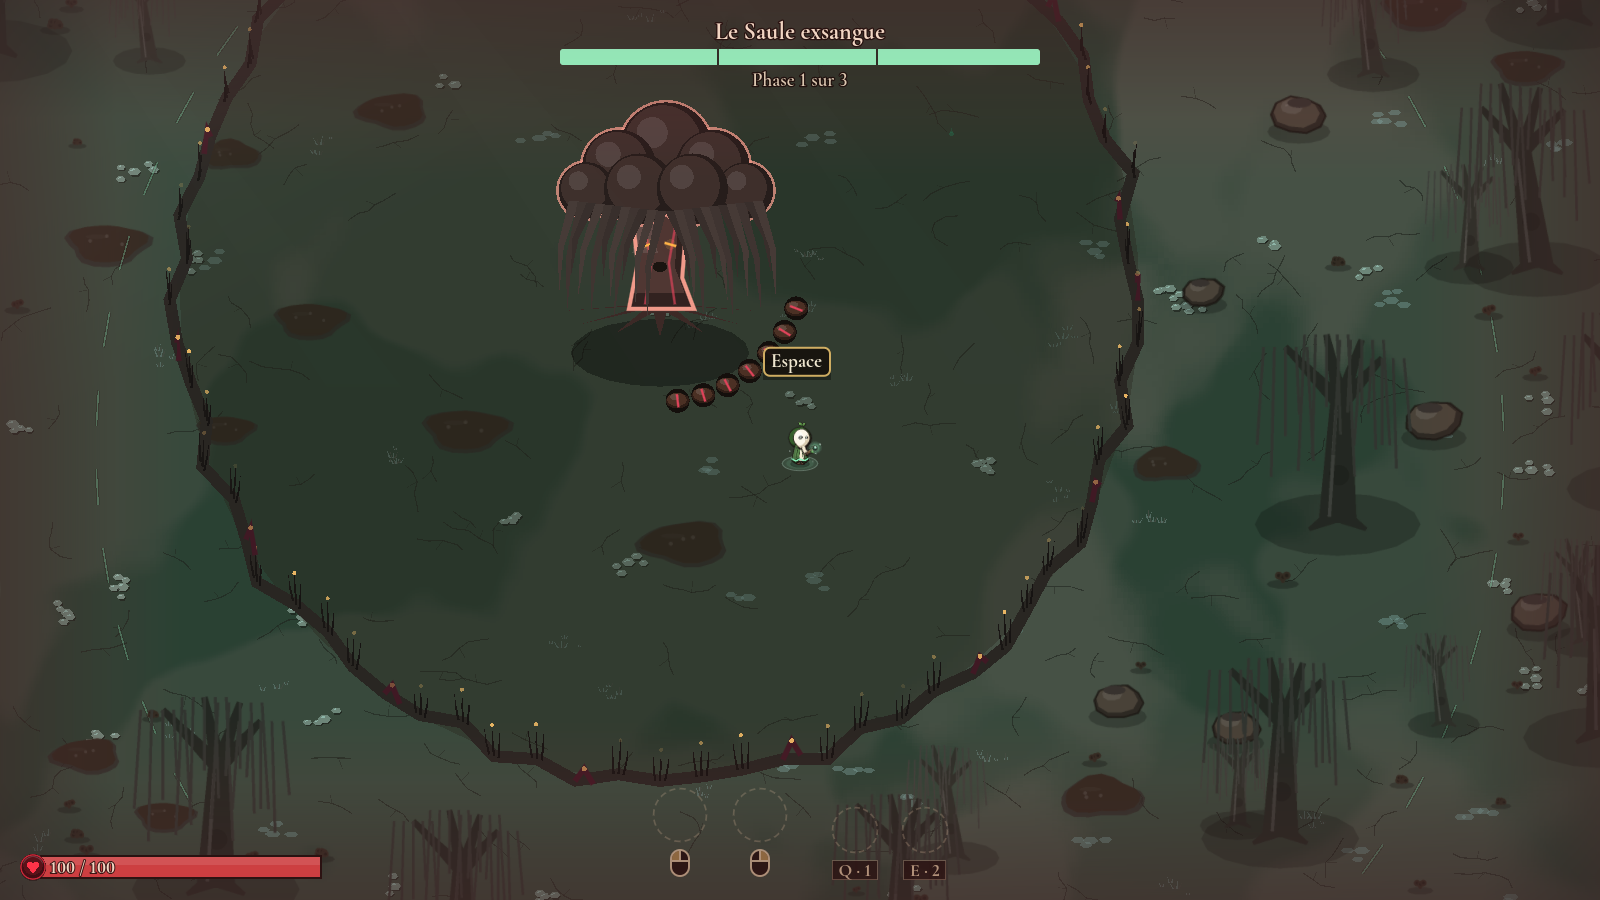 Le Saule exsangue
Phase 1 sur 3
Espace
100 / 100
Q · 1
E · 2